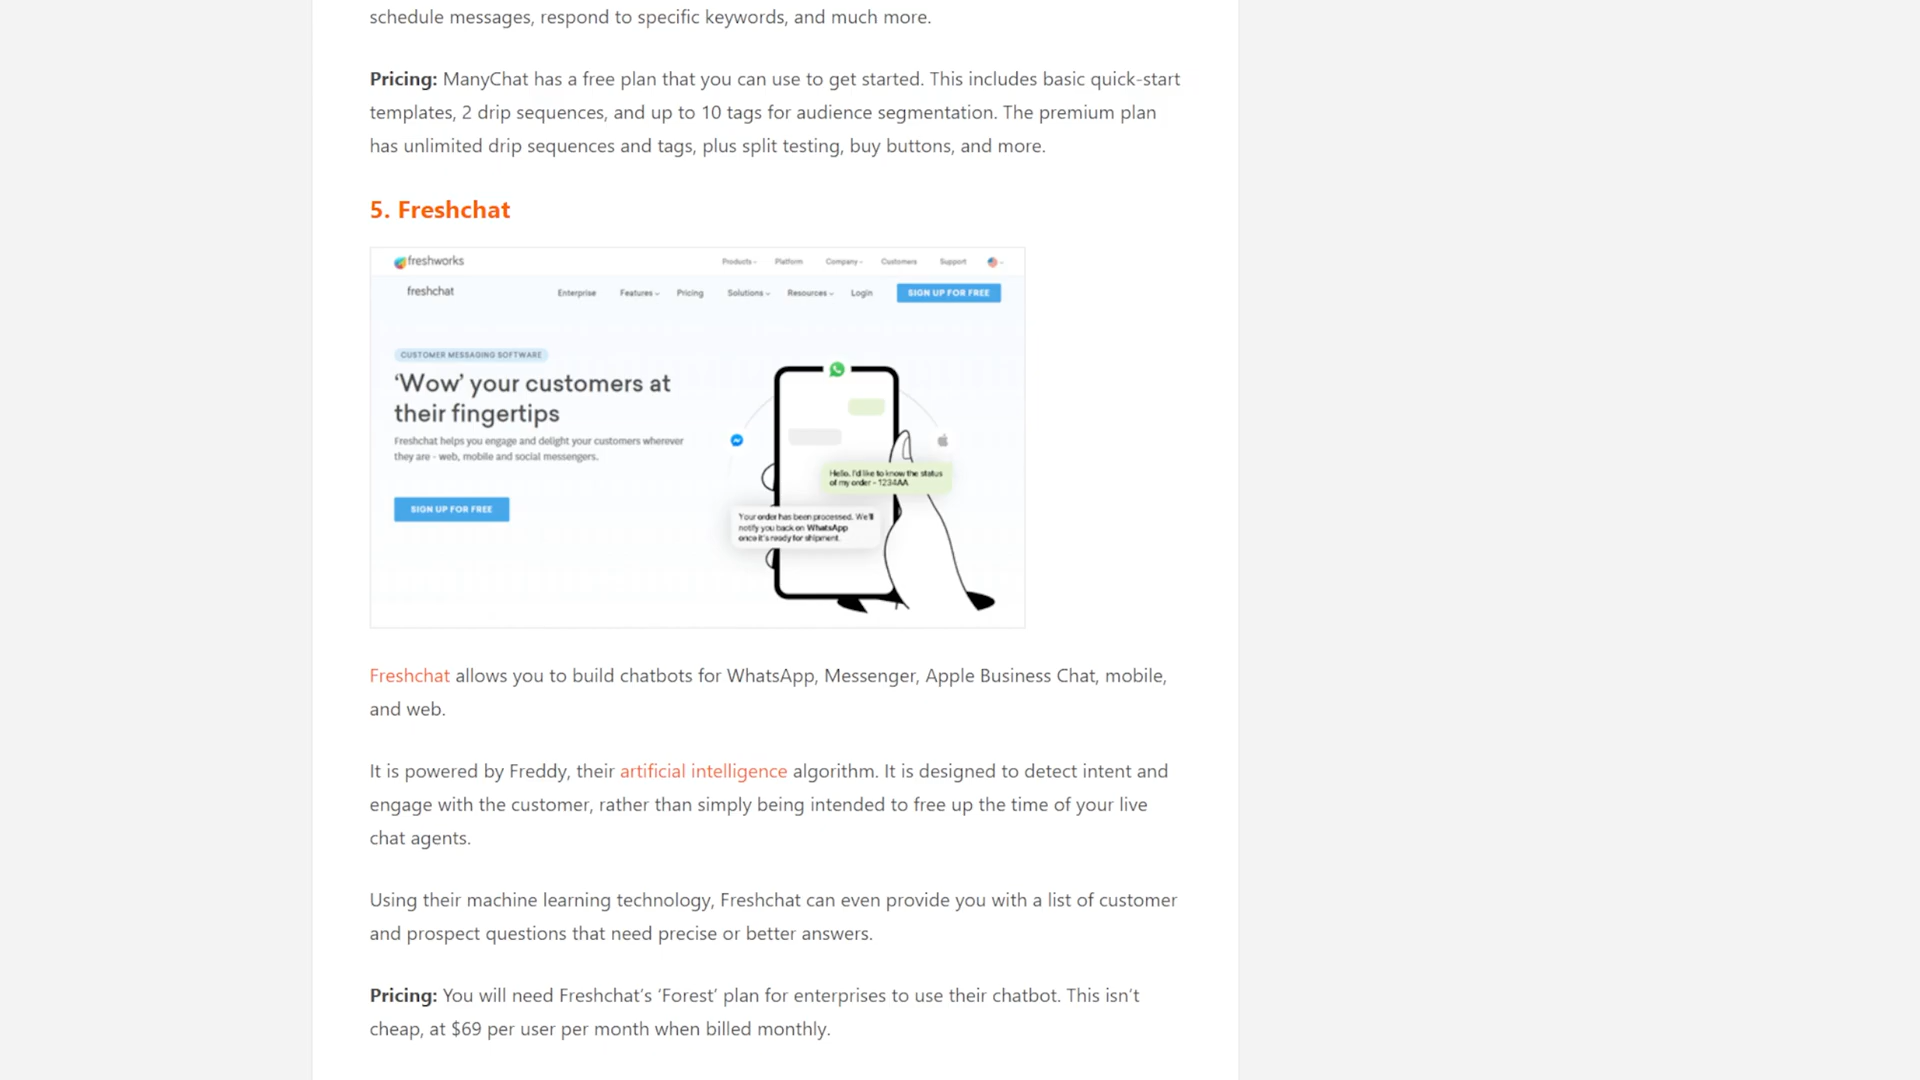 schedule messages, respond to specific keywords, and much more.
Pricing: ManyChat has a free plan that you can use to get started. This includes basic quick-start
templates, 2 drip sequences, and up to 10 tags for audience segmentation. The premium plan
has unlimited drip sequences and tags, plus split testing, buy buttons, and more.
5. Freshchat
freshworks
Products
Platform
Company
Customers
Support
freshchat
Enterprise
Features
Pricing
Solutions
Resources
Login
SIGN UP FOR FREE
CUSTOMER MESSAGING SOFTWARE
‘Wow’ your customers at
their fingertips
Freshchat helps you engage and delight your customers wherever
they are - web, mobile and social messengers.
SIGN UP FOR FREE
Hello. I'd like to know the status
of my order - 1234AA
Your order has been processed. We'll
notify you back on WhatsApp
once it's ready for shipment.
Freshchat allows you to build chatbots for WhatsApp, Messenger, Apple Business Chat, mobile,
and web.
It is powered by Freddy, their artificial intelligence algorithm. It is designed to detect intent and
engage with the customer, rather than simply being intended to free up the time of your live
chat agents.
Using their machine learning technology, Freshchat can even provide you with a list of customer
and prospect questions that need precise or better answers.
Pricing: You will need Freshchat’s ‘Forest’ plan for enterprises to use their chatbot. This isn’t
cheap, at $69 per user per month when billed monthly.